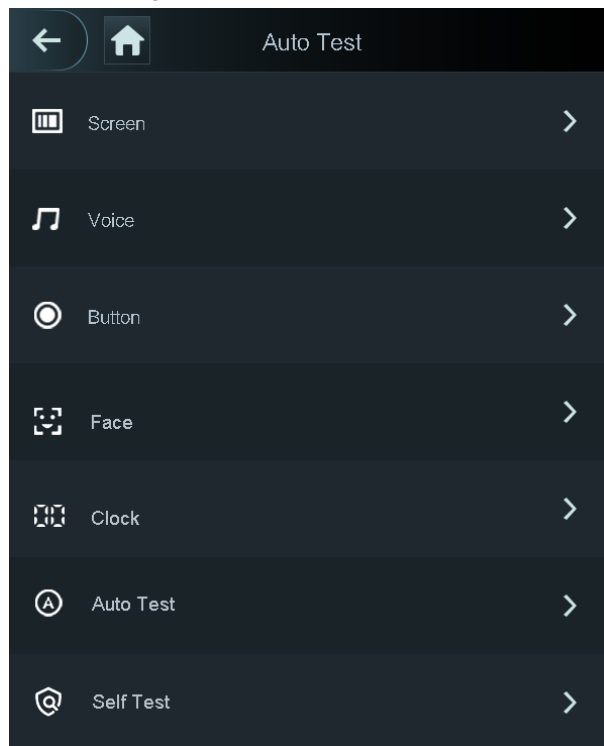 Auto Test
Screen
Voice
Button
Face
Clock
Auto Test
Self Test